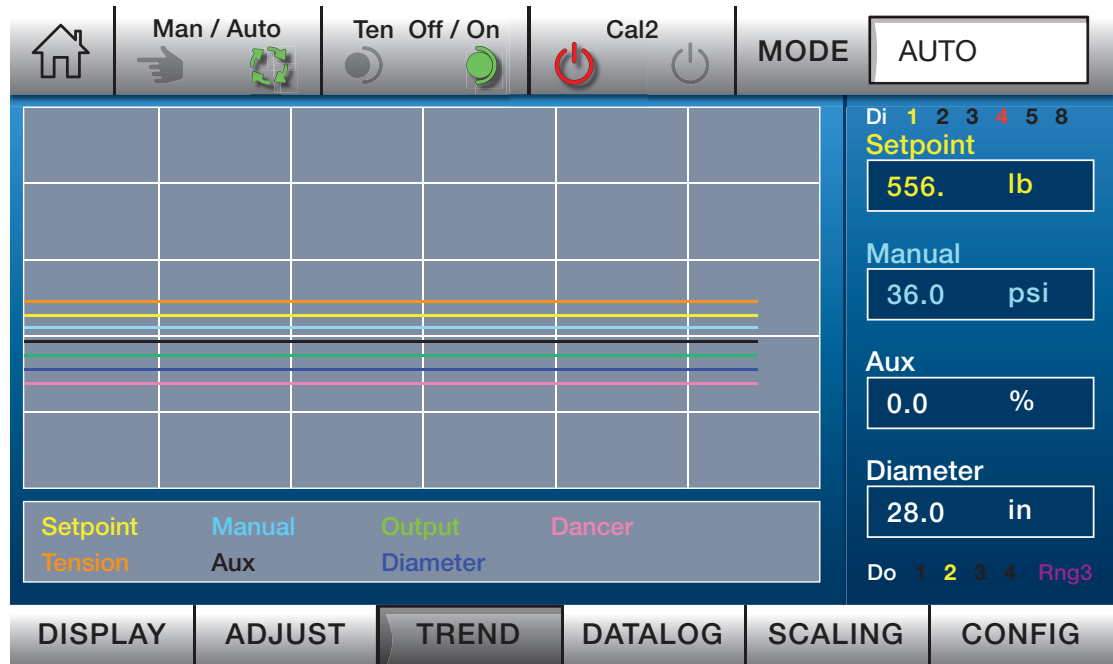 Man / Auto
Ten Off / On
Cal2
MODE
AUTO
Di 1 2 3 4 5 8
Setpoint
556. lb
Manual
36.0 psi
Aux
0.0 %
Diameter
28.0 in
Do 1 2 3 4 Rng3
Setpoint Manual Output Dancer
Tension Aux Diameter
DISPLAY ADJUST TREND DATALOG SCALING CONFIG